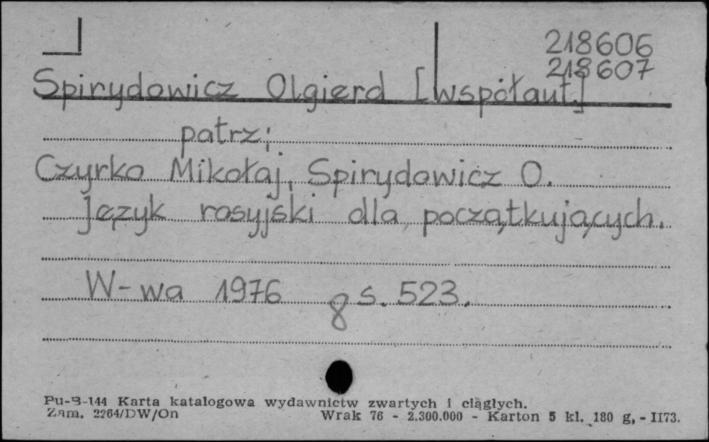 218606
218607
Spirydowicz Olgierd [współaut.]
patrz:
Czyrko Mikołaj, Spirydowicz O.
Język rosyjski dla początkujących.
W-wa 1976 8 s. 523.
Pu-B-144 Karta katalogowa wydawnictw zwartych i ciągłych.
Zam. 2264/DW/On Wrak 76 - 2.300.000 - Karton 5 kl. 180 g, - II73.